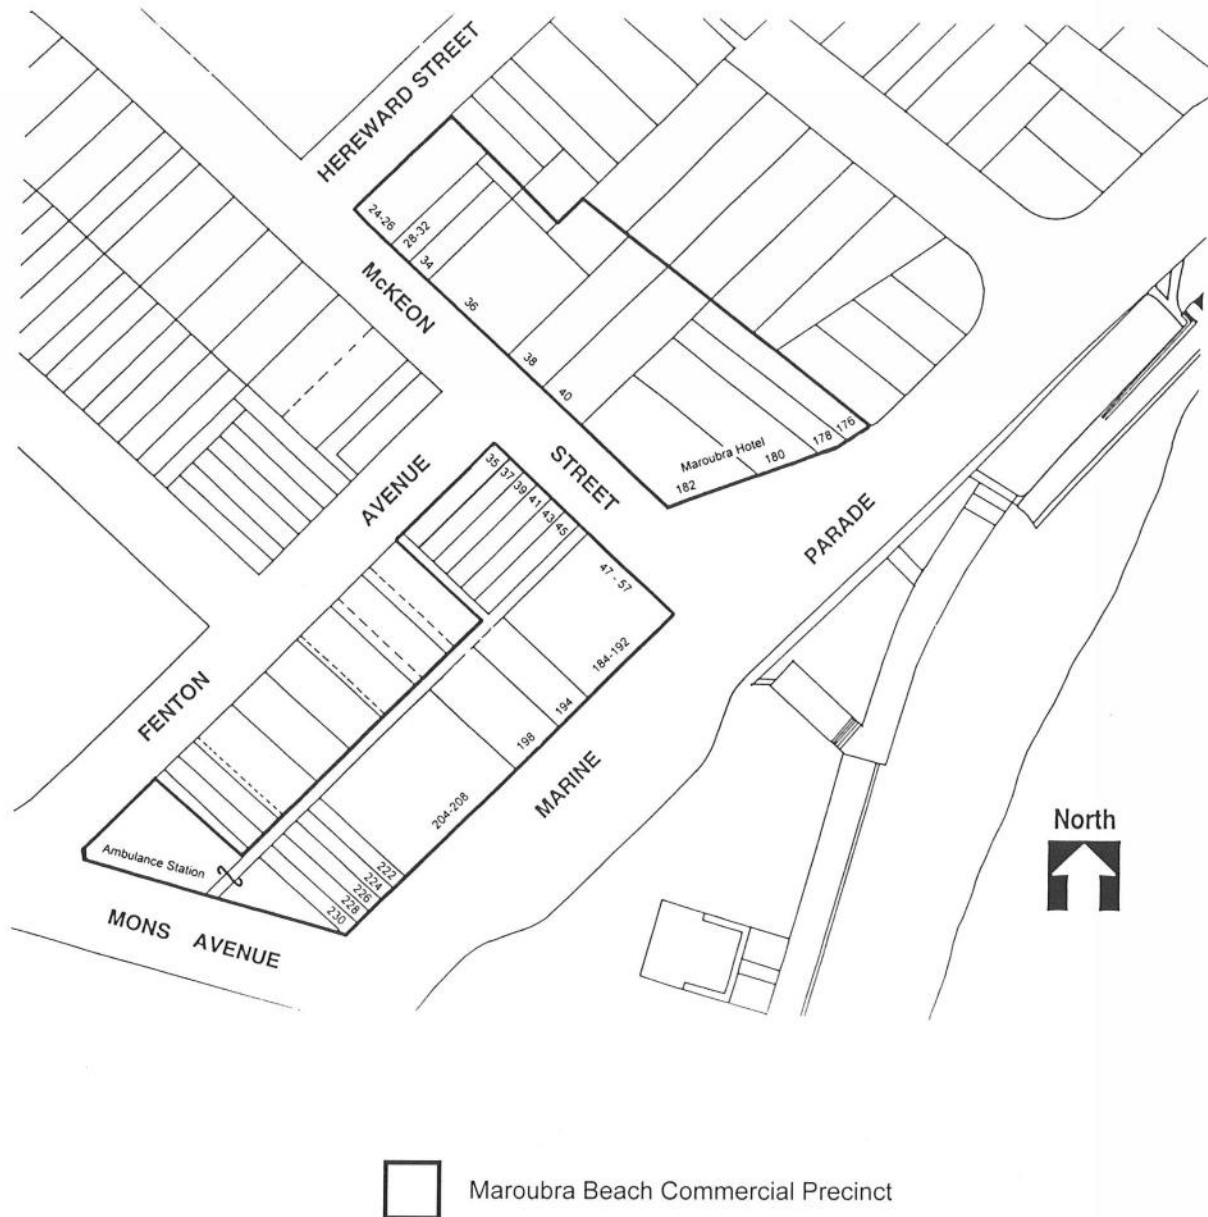 HEREWARD STREET
24-26
28-32
34
McKEON
36
38
40
STREET
Maroubra Hotel
182
180
178
176
AVENUE
35
37
39
41
43
45
47 - 57
PARADE
184-192
194
198
FENTON
MARINE
204-208
222
224
226
228
230
Ambulance Station
MONS AVENUE
North
Maroubra Beach Commercial Precinct